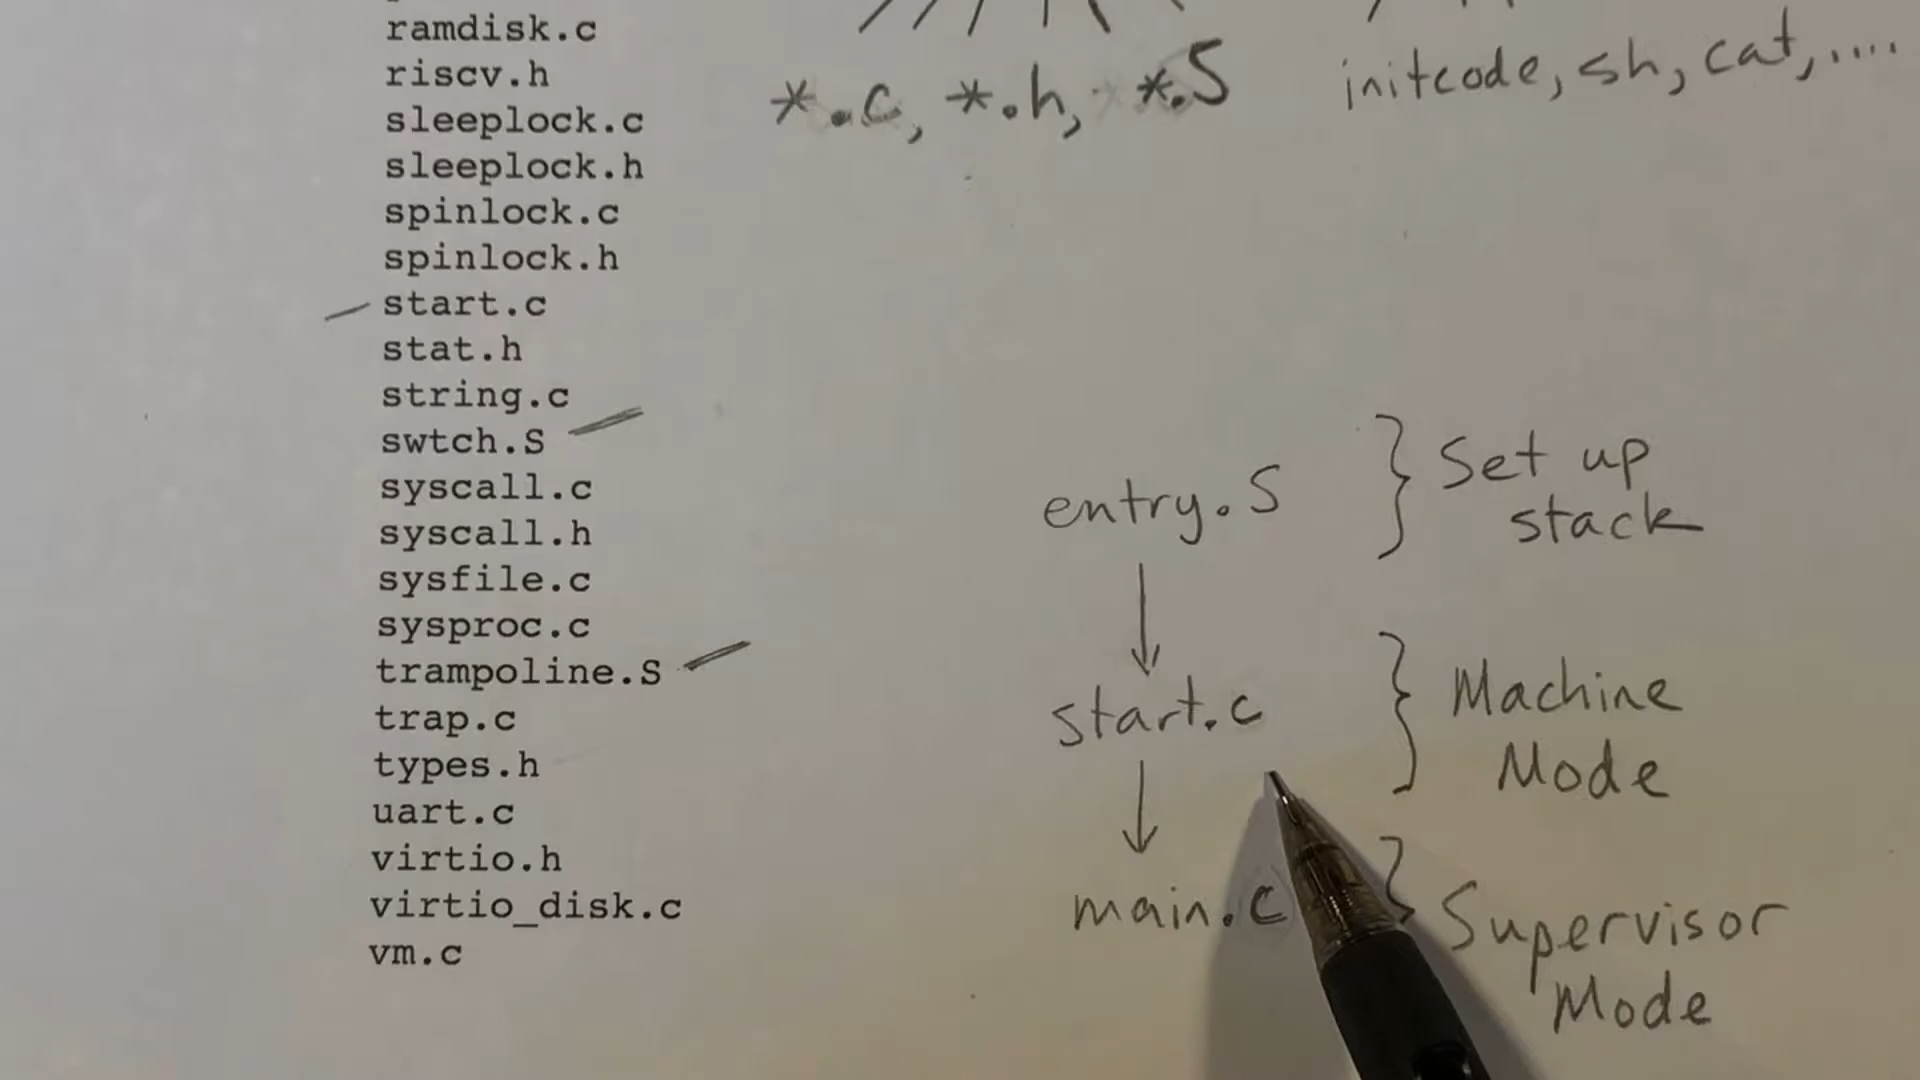 ramdisk.c
riscv.h
sleeplock.c
sleeplock.h
spinlock.c
spinlock.h
start.c
stat.h
string.c
swtch.S
syscall.c
syscall.h
sysfile.c
sysproc.c
trampoline.S
trap.c
types.h
uart.c
virtio.h
virtio_disk.c
vm.c
*.c, *.h, *.S
initcode, sh, cat, ....
entry.S
Set up
stack
start.c
Machine
Mode
main.c
Supervisor
Mode